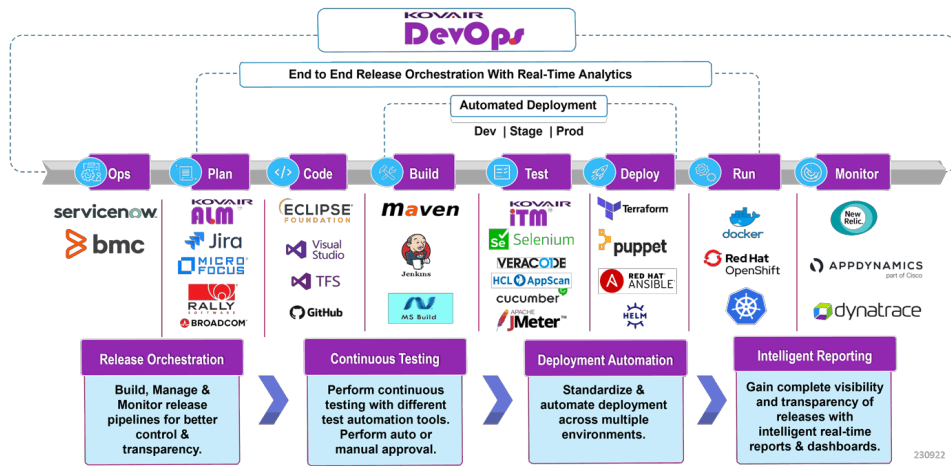 KOVAIR
DevOps
End to End Release Orchestration With Real-Time Analytics
Automated Deployment
Dev | Stage | Prod
Ops
Plan
Code
Build
Test
Deploy
Run
Monitor
servicenow
bmc
KOVAIR
ALM
Jira
MICRO
FOCUS
RALLY
SOFTWARE
BROADCOM
ECLIPSE
FOUNDATION
Visual
Studio
TFS
GitHub
maven
Jenkins
MS Build
KOVAIR
iTM
Se Selenium
VERACODE
HCL AppScan
cucumber
APACHE
JMeter™
Terraform
puppet
A RED HAT
ANSIBLE
HELM
docker
Red Hat
OpenShift
New
Relic.
APPDYNAMICS
part of Cisco
dynatrace
Release Orchestration
Build, Manage &
Monitor release
pipelines for better
control &
transparency.
Continuous Testing
Perform continuous
testing with different
test automation tools.
Perform auto or
manual approval.
Deployment Automation
Standardize &
automate deployment
across multiple
environments.
Intelligent Reporting
Gain complete visibility
and transparency of
releases with
intelligent real-time
reports & dashboards.
230922